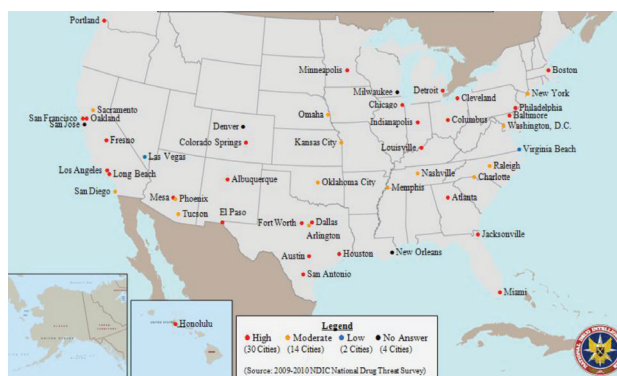 Portland
Minneapolis
Boston
Milwaukee
Detroit
New York
Cleveland
Chicago
Sacramento
Omaha
Philadelphia
San Francisco
Oakland
Baltimore
San Jose
Denver
Indianapolis
Columbus
Washington, D.C.
Fresno
Colorado Springs
Kansas City
Louisville
Virginia Beach
Las Vegas
Raleigh
Los Angeles
Long Beach
Albuquerque
Oklahoma City
Nashville
Charlotte
Memphis
San Diego
Mesa
Phoenix
Atlanta
Tucson
El Paso
Fort Worth
Dallas
Arlington
Jacksonville
Austin
Houston
New Orleans
San Antonio
Miami
Honolulu
Legend
High
Moderate
Low
No Answer
(30 Cities)
(14 Cities)
(2 Cities)
(4 Cities)
(Source: 2009-2010 NDIC National Drug Threat Survey)